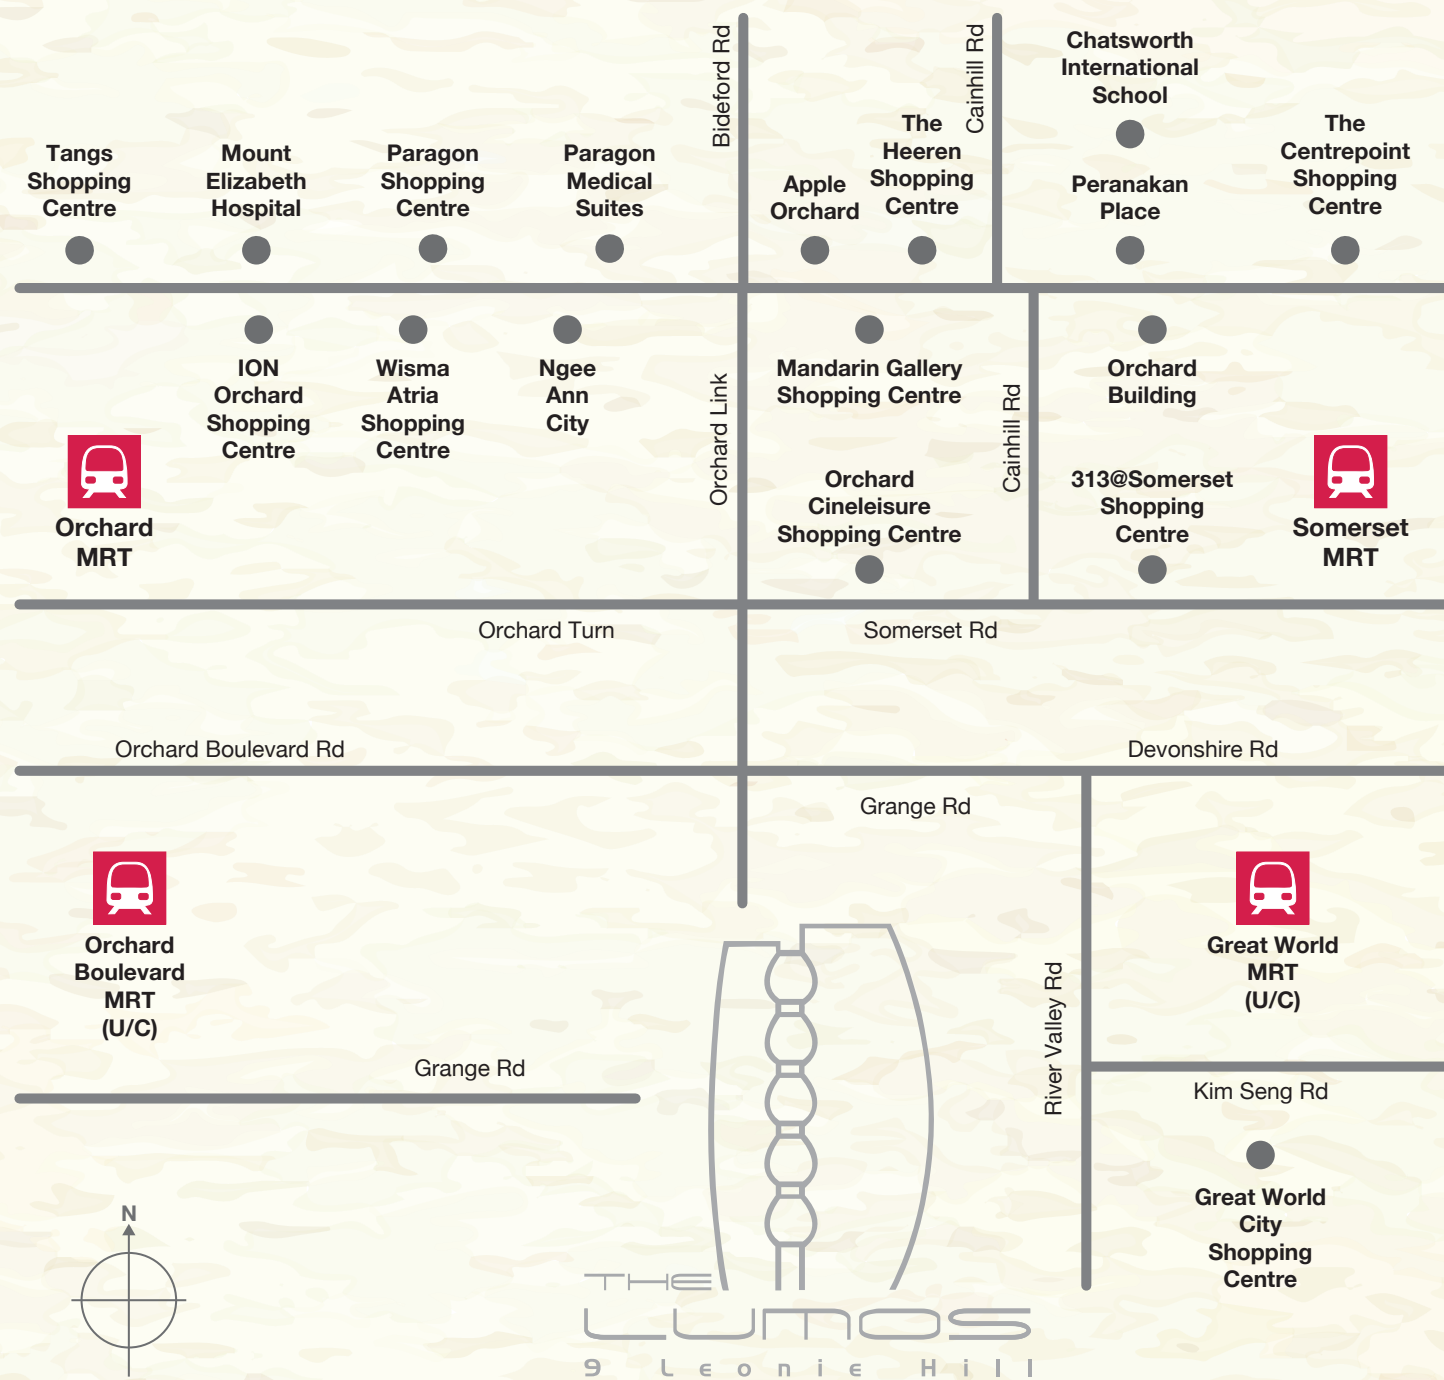 Bideford Rd
Cainhill Rd
Chatsworth
International
School
Tangs
Shopping
Centre
Mount
Elizabeth
Hospital
Paragon
Shopping
Centre
Paragon
Medical
Suites
Apple
Orchard
The
Heeren
Shopping
Centre
Peranakan
Place
The
Centrepoint
Shopping
Centre
ION
Orchard
Shopping
Centre
Wisma
Atria
Shopping
Centre
Ngee
Ann
City
Orchard Link
Mandarin Gallery
Shopping Centre
Cainhill Rd
Orchard
Building
Orchard
MRT
Orchard
Cineleisure
Shopping Centre
313@Somerset
Shopping
Centre
Somerset
MRT
Orchard Turn
Somerset Rd
Orchard Boulevard Rd
Devonshire Rd
Grange Rd
Orchard
Boulevard
MRT
(U/C)
Great World
MRT
(U/C)
River Valley Rd
Grange Rd
Kim Seng Rd
Great World
City
Shopping
Centre
N
THE
LUMOS
9 Leonie Hill